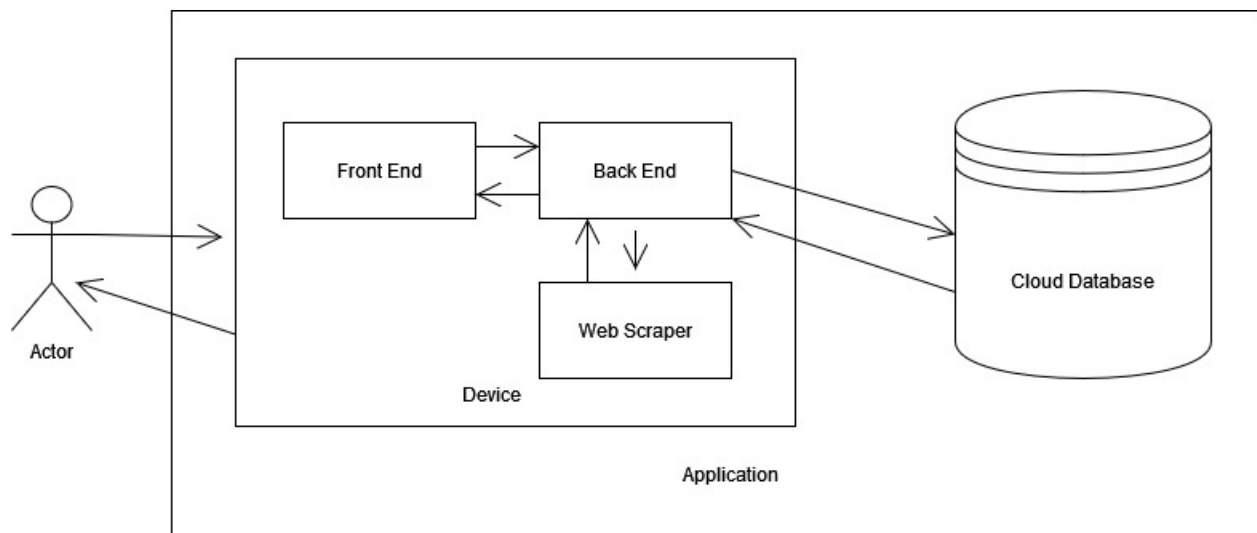 Front End
Back End
Cloud Database
Web Scraper
Actor
Device
Application